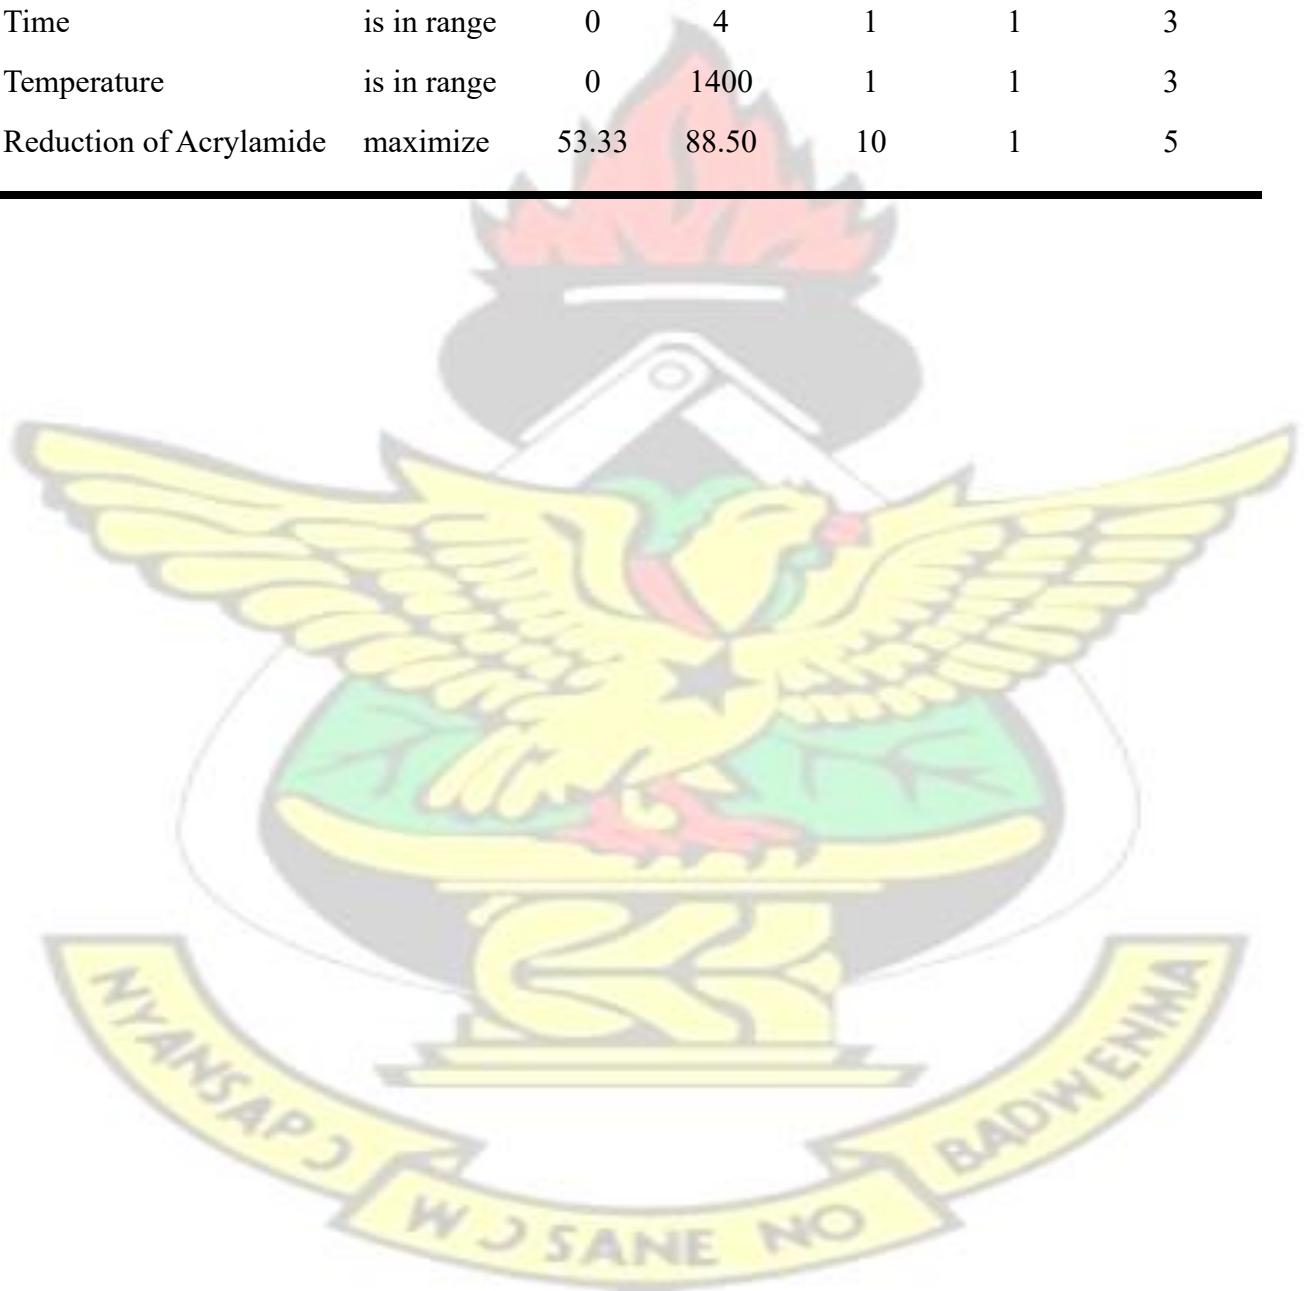 Time is in range 0 4 1 1 3
Temperature is in range 0 1400 1 1 3
Reduction of Acrylamide maximize 53.33 88.50 10 1 5
NYANSAPƆ
WƆSANE NO
BADWENMA